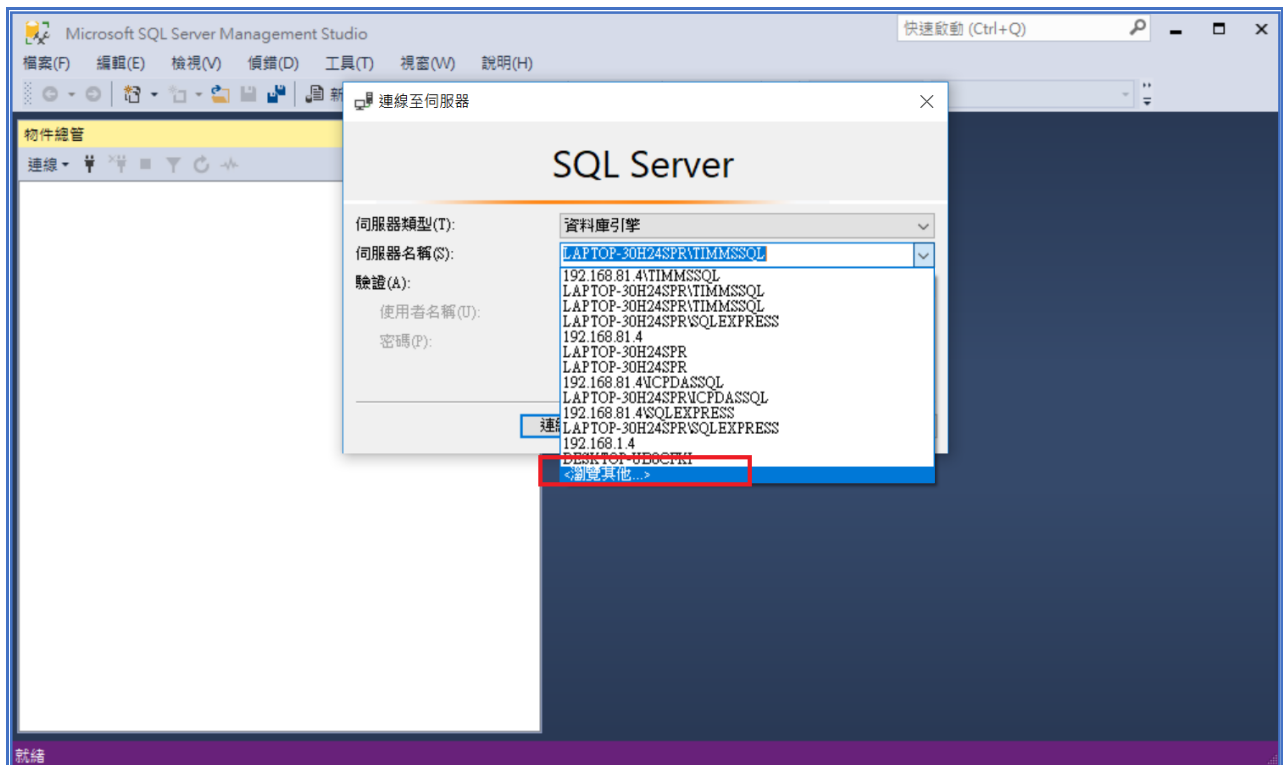 Microsoft SQL Server Management Studio
快速啟動 (Ctrl+Q)
檔案(F) 編輯(E) 檢視(V) 偵錯(D) 工具(T) 視窗(W) 說明(H)
新
連線至伺服器
物件總管
連線
SQL Server
伺服器類型(T): 資料庫引擎
伺服器名稱(S): LAPTOP-30H24SPR\TIMMSSQL
驗證(A):
使用者名稱(U):
密碼(P):
192.168.81.4\TIMMSSQL
LAPTOP-30H24SPR\TIMMSSQL
LAPTOP-30H24SPR\TIMMSSQL
LAPTOP-30H24SPR\SQLEXPRESS
192.168.81.4
LAPTOP-30H24SPR
LAPTOP-30H24SPR
192.168.81.4\ICPDASSQL
LAPTOP-30H24SPR\ICPDASSQL
192.168.81.4\SQLEXPRESS
LAPTOP-30H24SPR\SQLEXPRESS
192.168.1.4
<瀏覽其他...>
連
就緒